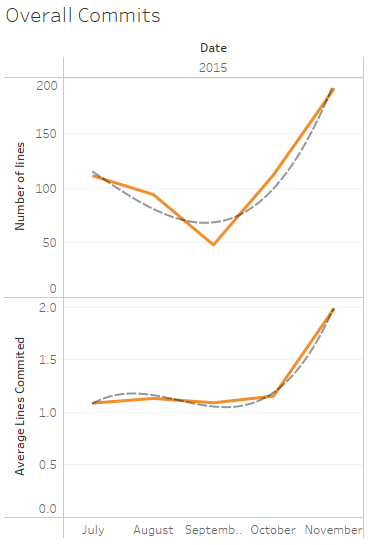 Overall Commits
Date
2015
Number of lines
200
150
100
50
0
Average Lines Commited
2.0
1.5
1.0
0.5
0.0
July August Septemb.. October November